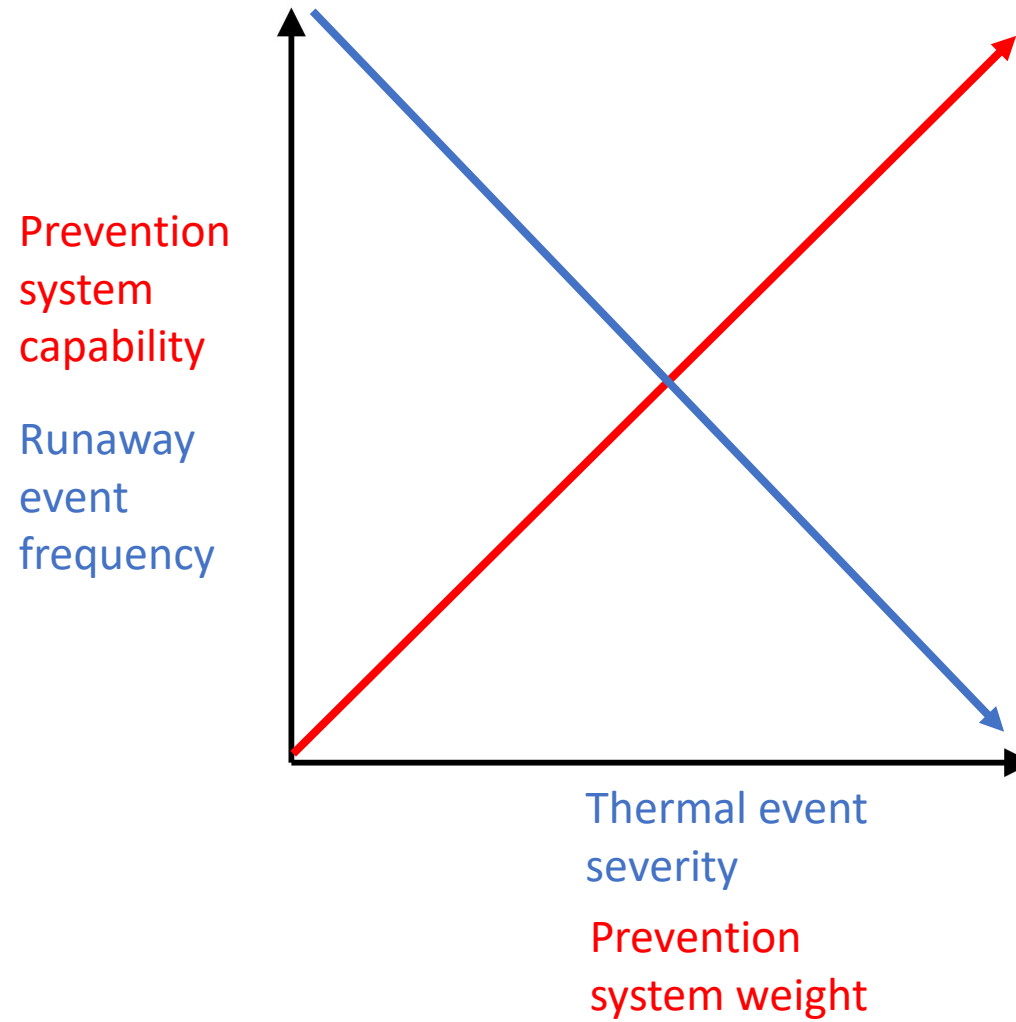 Prevention
system
capability
Runaway
event
frequency
Thermal event
severity
Prevention
system weight